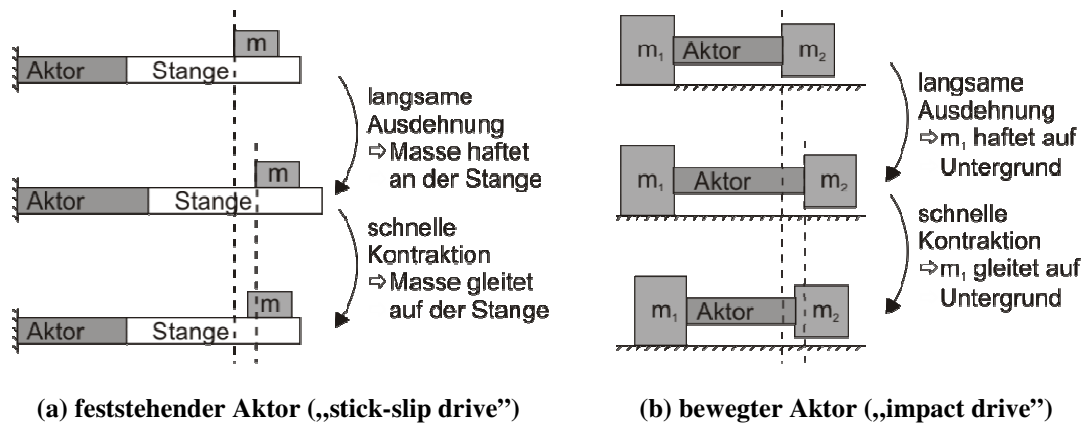 m
Aktor Stange
langsame
Ausdehnung
⇨ Masse haftet
an der Stange
m
Aktor Stange
schnelle
Kontraktion
⇨ Masse gleitet
auf der Stange
m
Aktor Stange
(a) feststehender Aktor („stick-slip drive”)
m₁ Aktor m₂
langsame
Ausdehnung
⇨ m₁ haftet auf
Untergrund
m₁ Aktor m₂
schnelle
Kontraktion
⇨ m₁ gleitet auf
Untergrund
m₁ Aktor m₂
(b) bewegter Aktor („impact drive”)